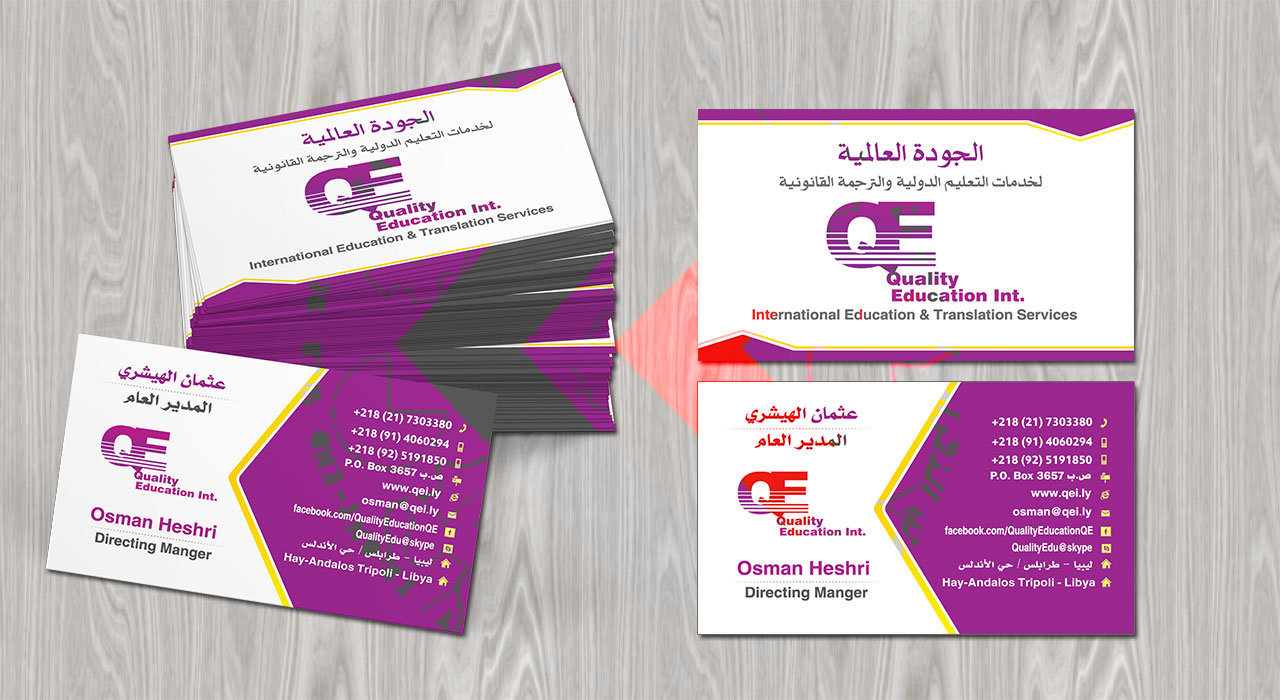 الجودة العالمية
لخدمات التعليم الدولية والترجمة القانونية
QE
Quality
Education Int.
International Education & Translation Services
عثمان الهيشري
المدير العام
QE
Quality
Education Int.
Osman Heshri
Directing Manger
+218 (21) 7303380
+218 (91) 4060294
+218 (92) 5191850
P.O. Box 3657 ص.ب
www.qei.ly
osman@qei.ly
facebook.com/QualityEducationQE
QualityEdu@skype
ليبيا - طرابلس / حي الأندلس
Hay-Andalos Tripoli - Libya
الجودة العالمية
لخدمات التعليم الدولية والترجمة القانونية
QE
Quality
Education Int.
International Education & Translation Services
عثمان الهيشري
المدير العام
QE
Quality
Education Int.
Osman Heshri
Directing Manger
+218 (21) 7303380
+218 (91) 4060294
+218 (92) 5191850
P.O. Box 3657 ص.ب
www.qei.ly
osman@qei.ly
facebook.com/QualityEducationQE
QualityEdu@skype
ليبيا - طرابلس / حي الأندلس
Hay-Andalos Tripoli - Libya